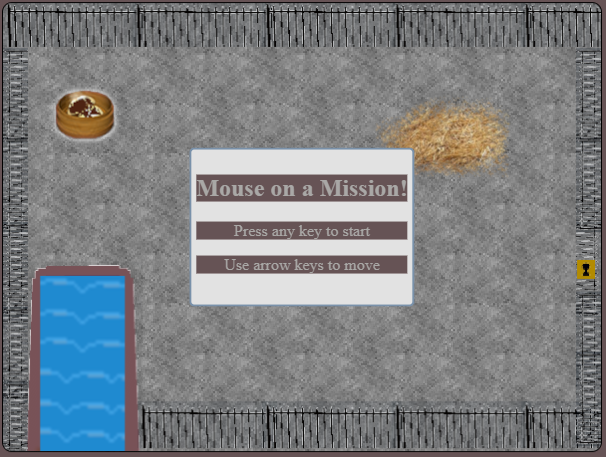 Mouse on a Mission!
Press any key to start
Use arrow keys to move